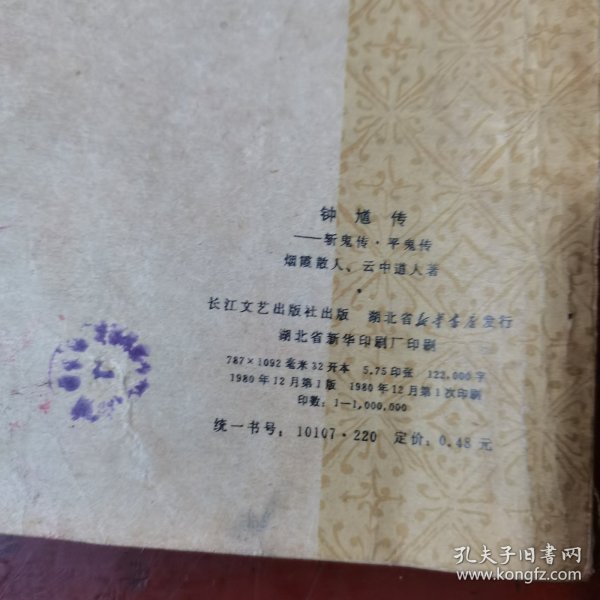 钟馗传
——斩鬼传·平鬼传
烟霞散人、云中道人著
长江文艺出版社出版 湖北省新华书店发行
湖北省新华印刷厂印刷
787×1092毫米32开本 5.75印张 122,000字
1980年12月第1版 1980年12月第1次印刷
印数：1—1,000,000
统一书号：10107·220 定价：0.48元
孔夫子旧书网
www.kongfz.com